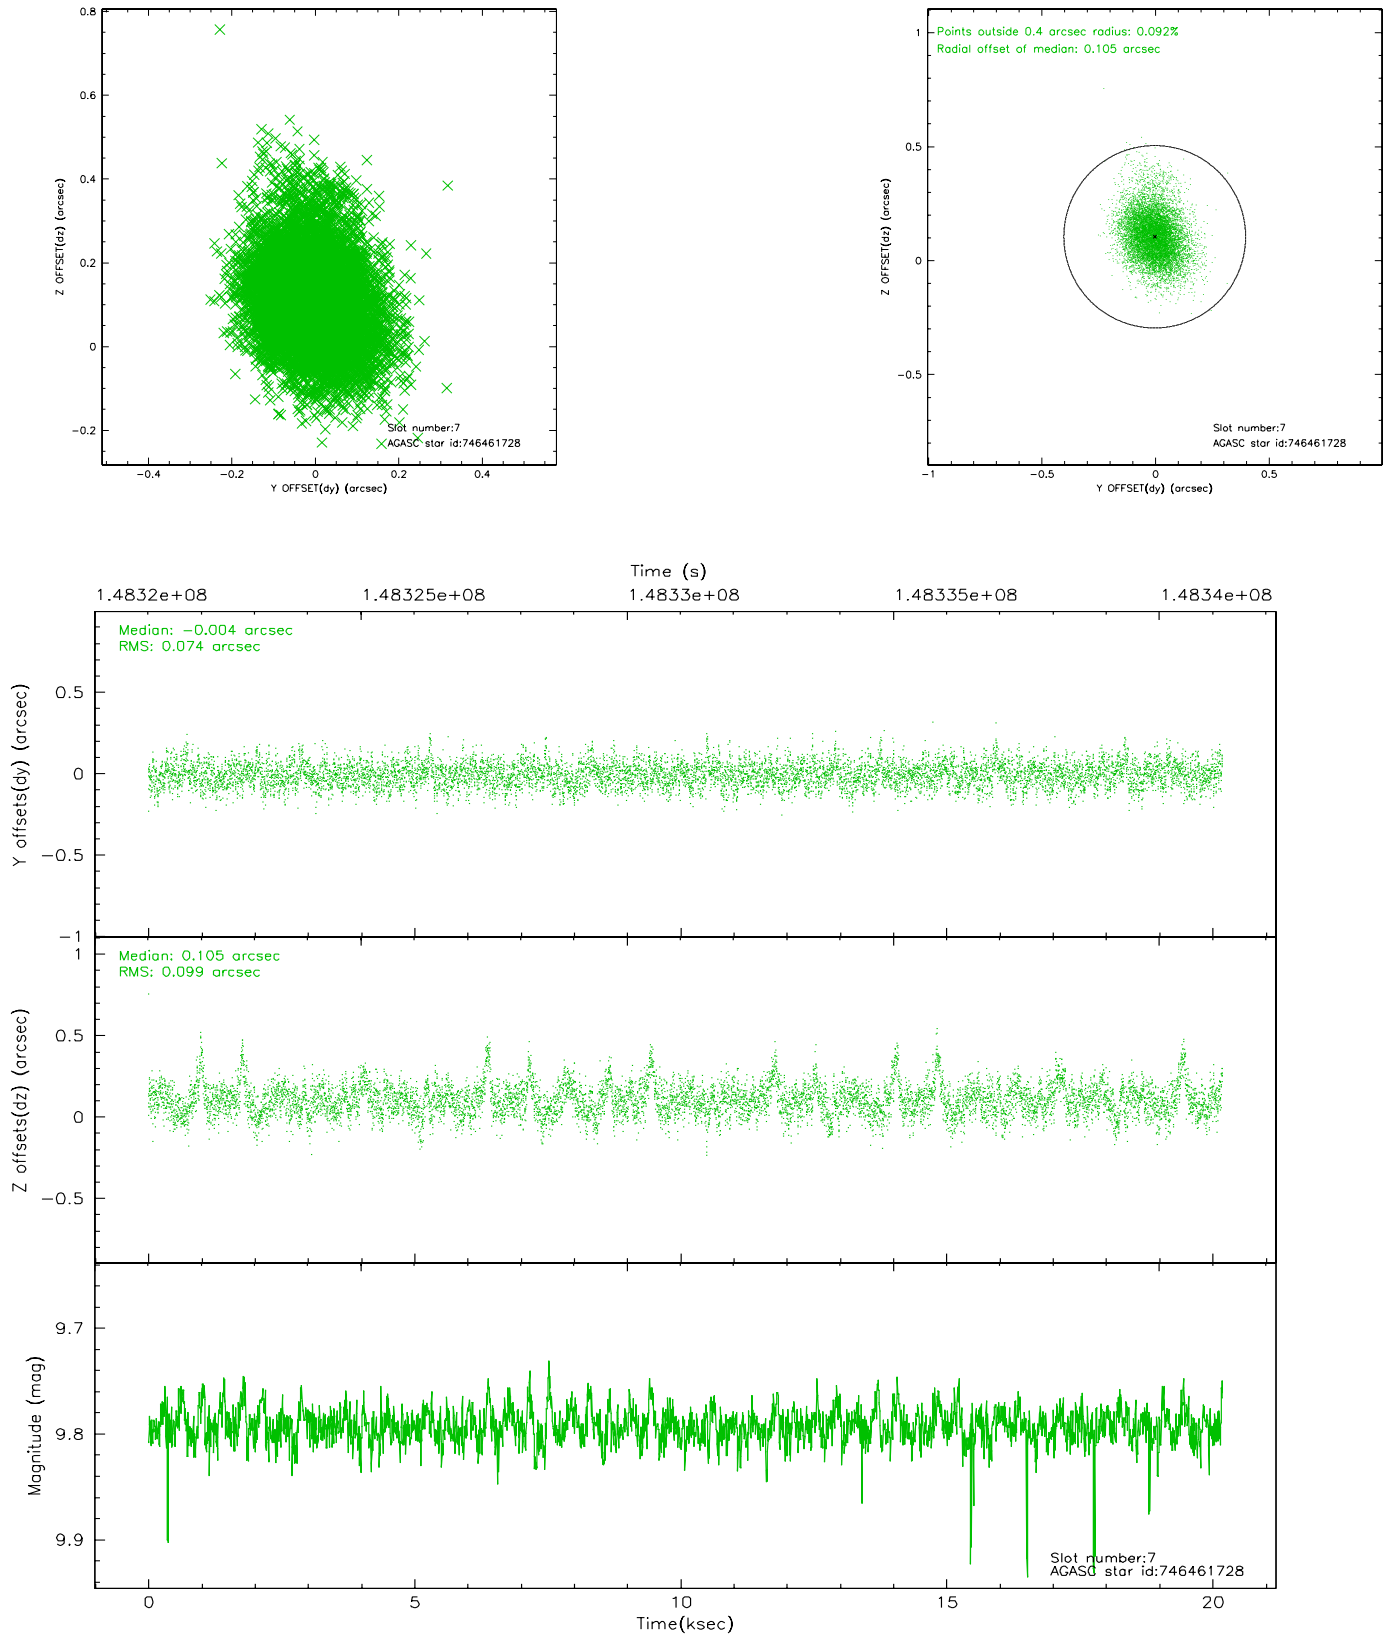 0.8
0.6
0.4
0.2
0
−0.2
−0.4
−0.2
0
0.2
0.4
Z OFFSET(dz) (arcsec)
Y OFFSET(dy) (arcsec)
Slot number:7
AGASC star id:746461728
Points outside 0.4 arcsec radius: 0.092%
Radial offset of median: 0.105 arcsec
1
0.5
0
−0.5
−1
−0.5
0
0.5
Z OFFSET(dz) (arcsec)
Y OFFSET(dy) (arcsec)
Slot number:7
AGASC star id:746461728
Time (s)
1.4832e+08
1.48325e+08
1.4833e+08
1.48335e+08
1.4834e+08
Median: −0.004 arcsec
RMS: 0.074 arcsec
0.5
0
−0.5
−1
Y offsets(dy) (arcsec)
Median: 0.105 arcsec
RMS: 0.099 arcsec
1
0.5
0
−0.5
Z offsets(dz) (arcsec)
9.7
9.8
9.9
Magnitude (mag)
Slot number:7
AGASC star id:746461728
0
5
10
15
20
Time(ksec)